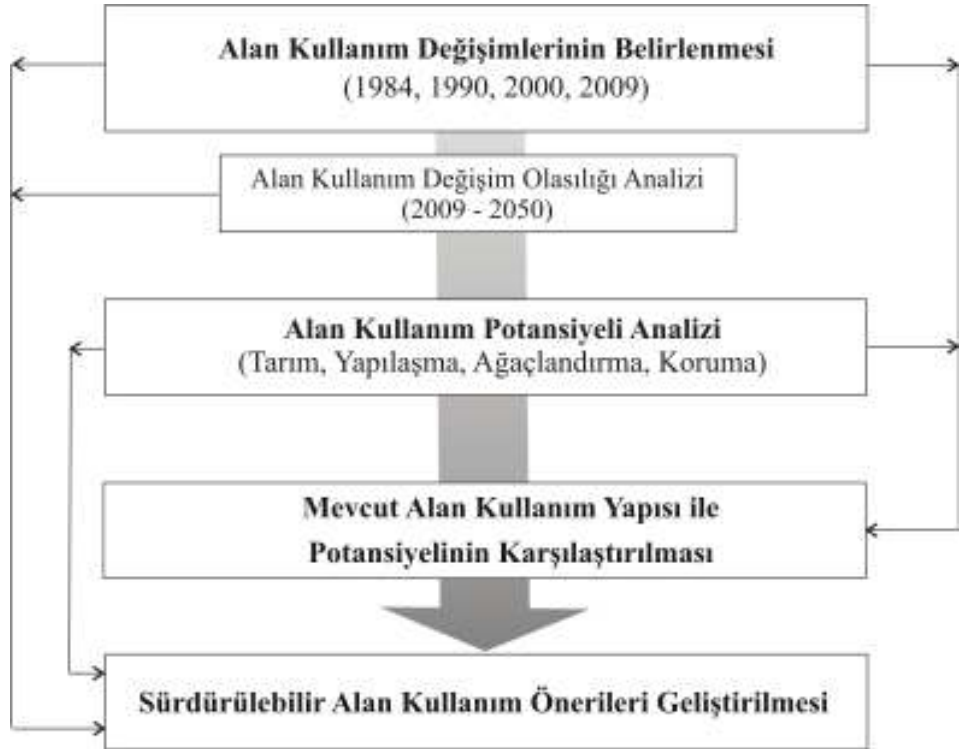 Alan Kullanım Değişimlerinin Belirlenmesi
(1984, 1990, 2000, 2009)
Alan Kullanım Değişim Olasılığı Analizi
(2009 - 2050)
Alan Kullanım Potansiyeli Analizi
(Tarım, Yapılaşma, Ağaçlandırma, Koruma)
Mevcut Alan Kullanım Yapısı ile
Potansiyelinin Karşılaştırılması
Sürdürülebilir Alan Kullanım Önerileri Geliştirilmesi